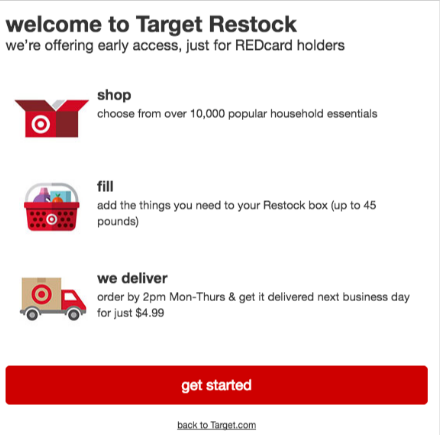 welcome to Target Restock
we're offering early access, just for REDcard holders
shop
choose from over 10,000 popular household essentials
fill
add the things you need to your Restock box (up to 45
pounds)
we deliver
order by 2pm Mon-Thurs & get it delivered next business day
for just $4.99
get started
back to Target.com